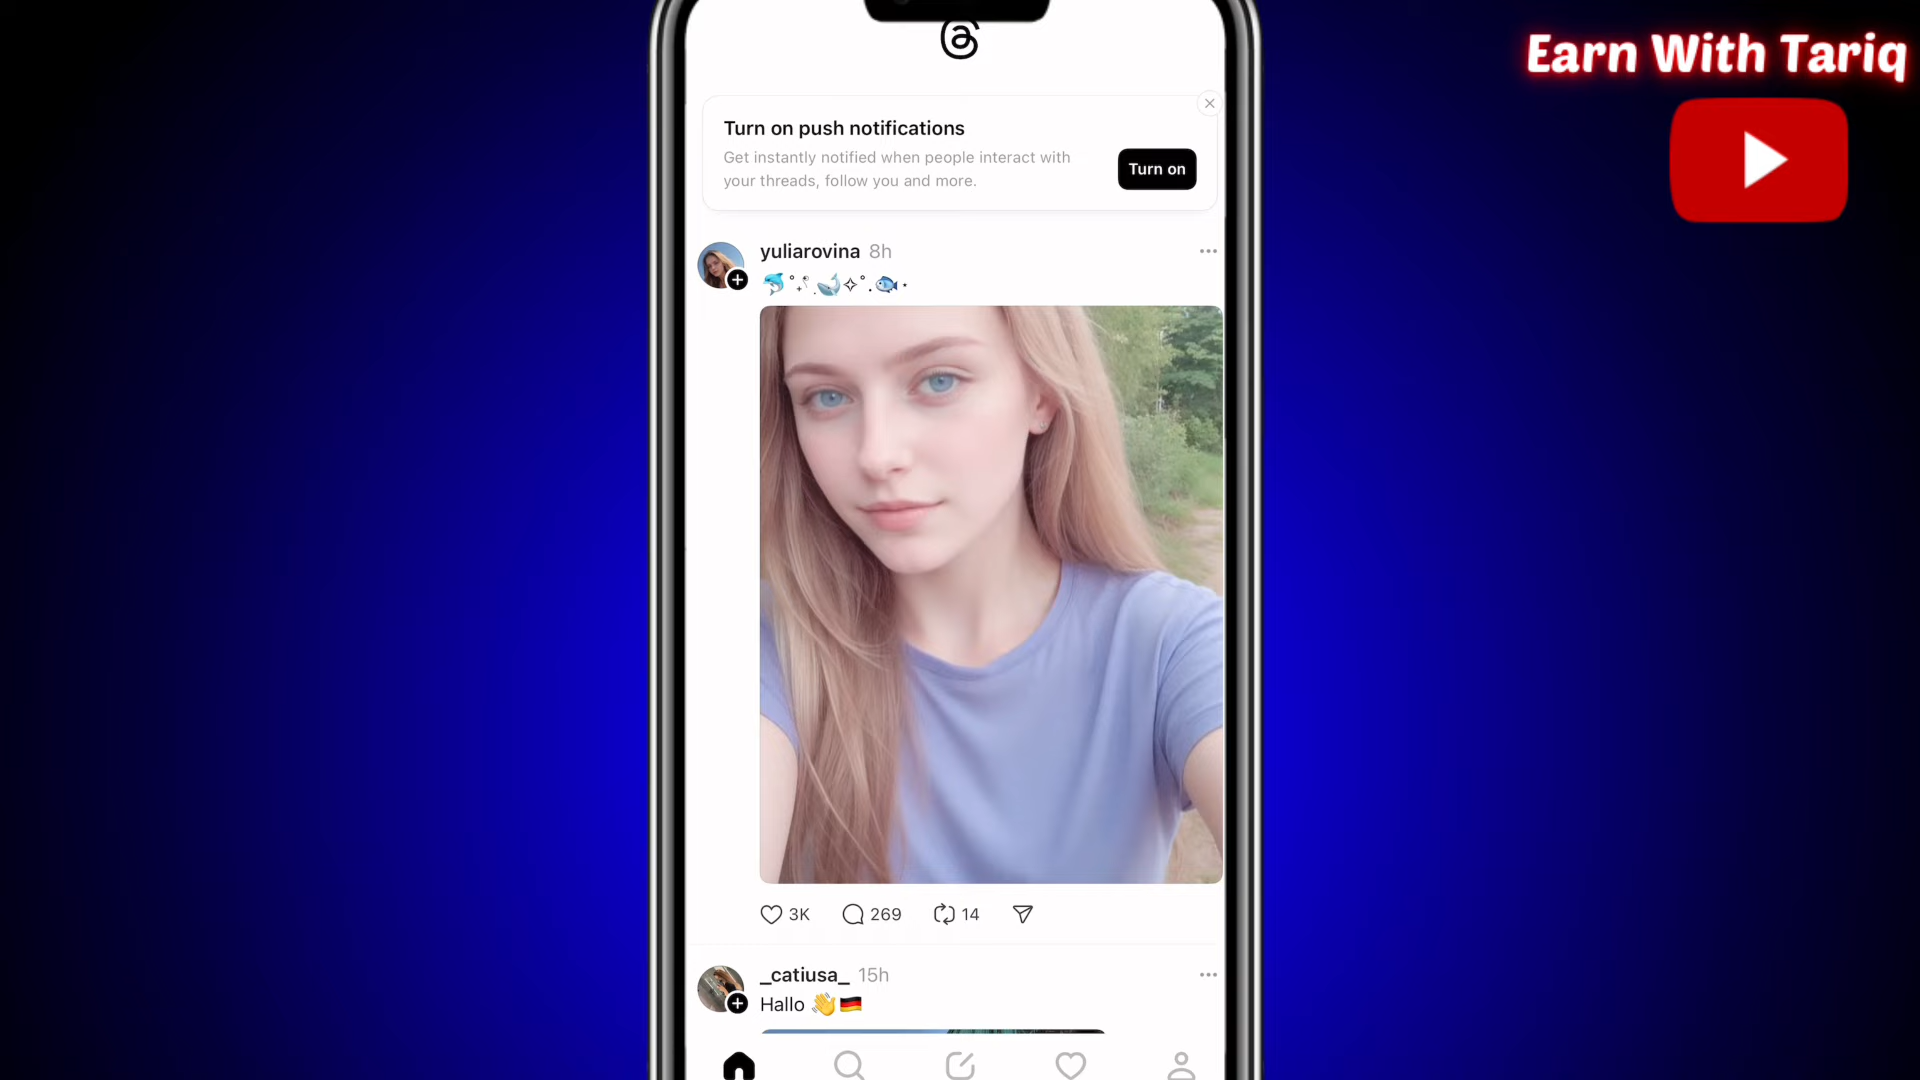 Earn With Tariq
Turn on push notifications
Get instantly notified when people interact with
your threads, follow you and more.
Turn on
yuliarovina 8h
3K 269 14
_catiusa_ 15h
Hallo 👋🇩🇪